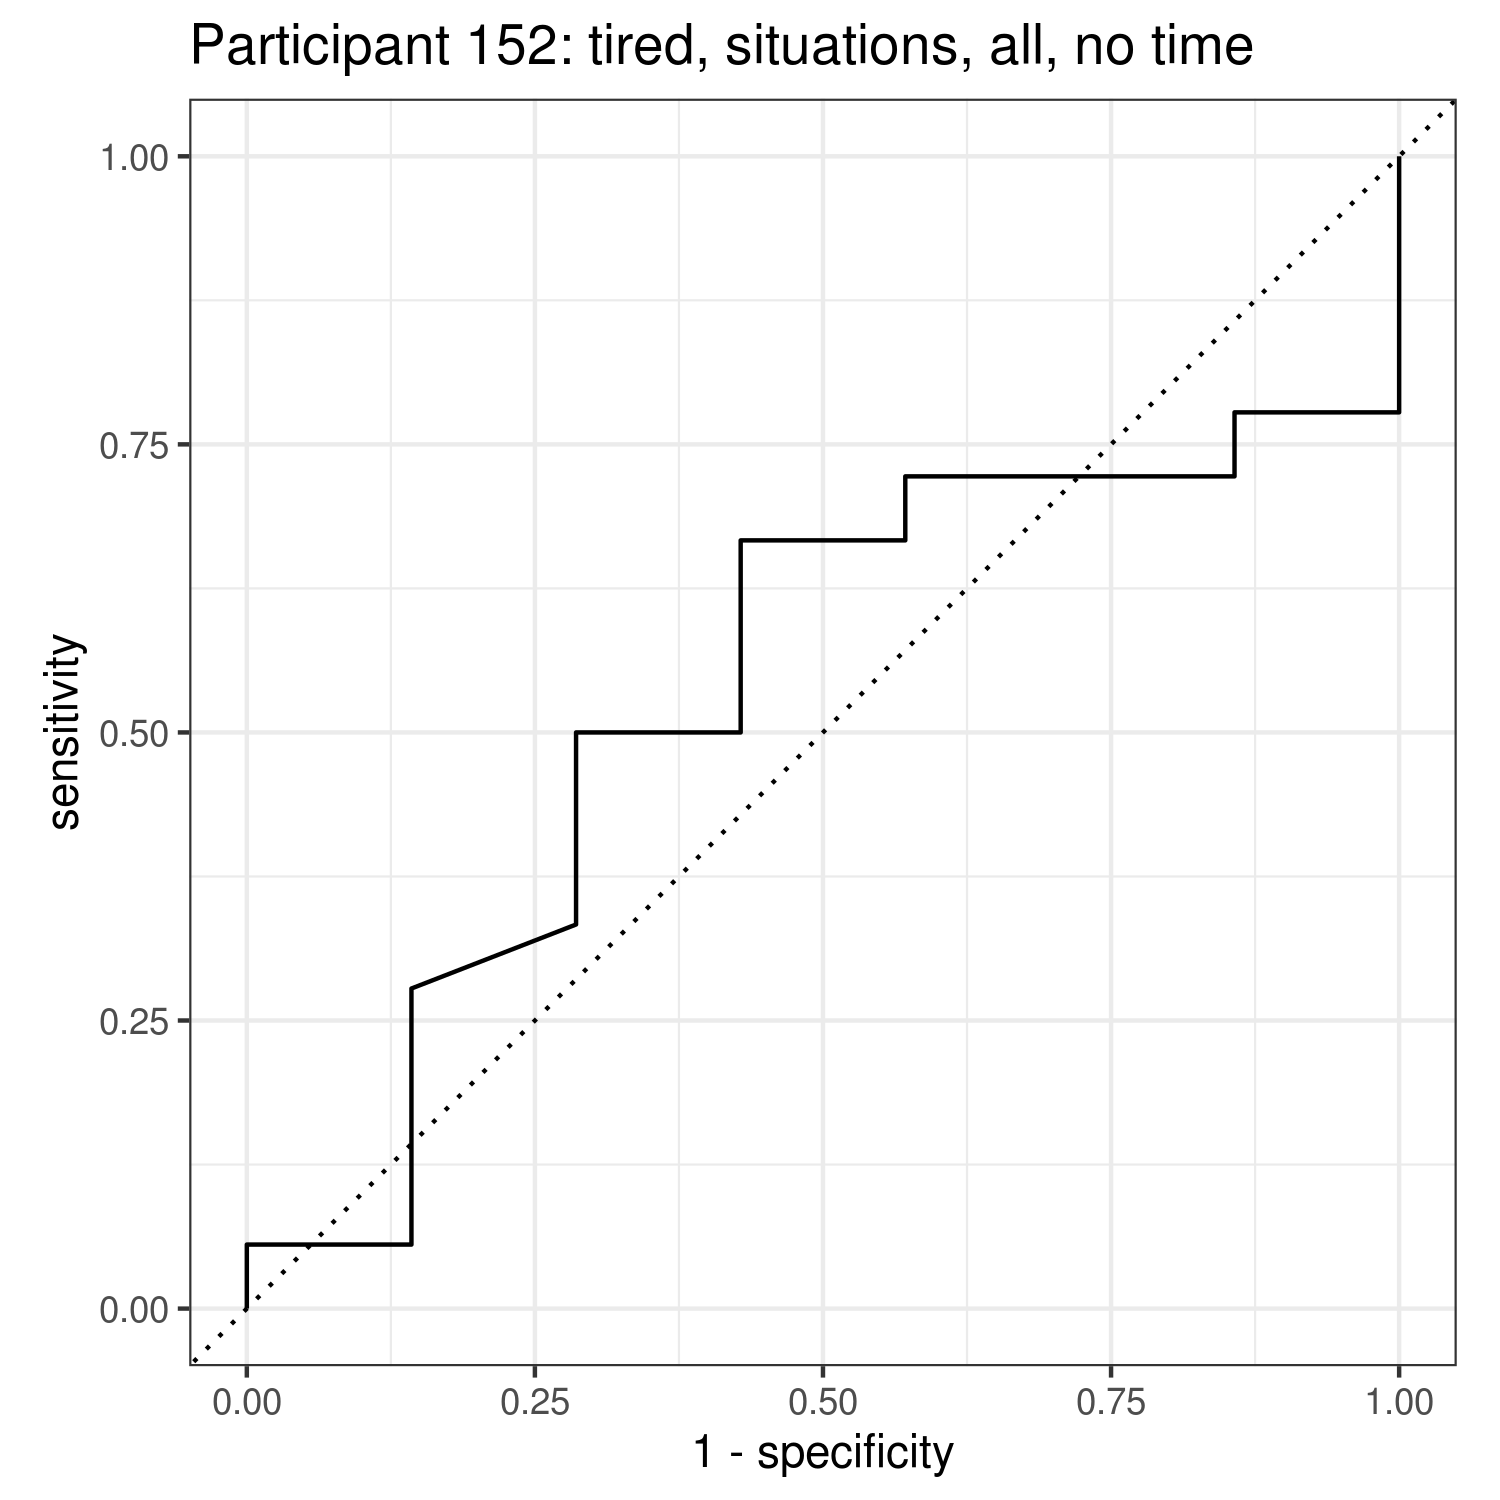 Participant 152: tired, situations, all, no time
1.00
0.75
0.50
0.25
0.00
sensitivity
0.00 0.25 0.50 0.75 1.00
1 - specificity